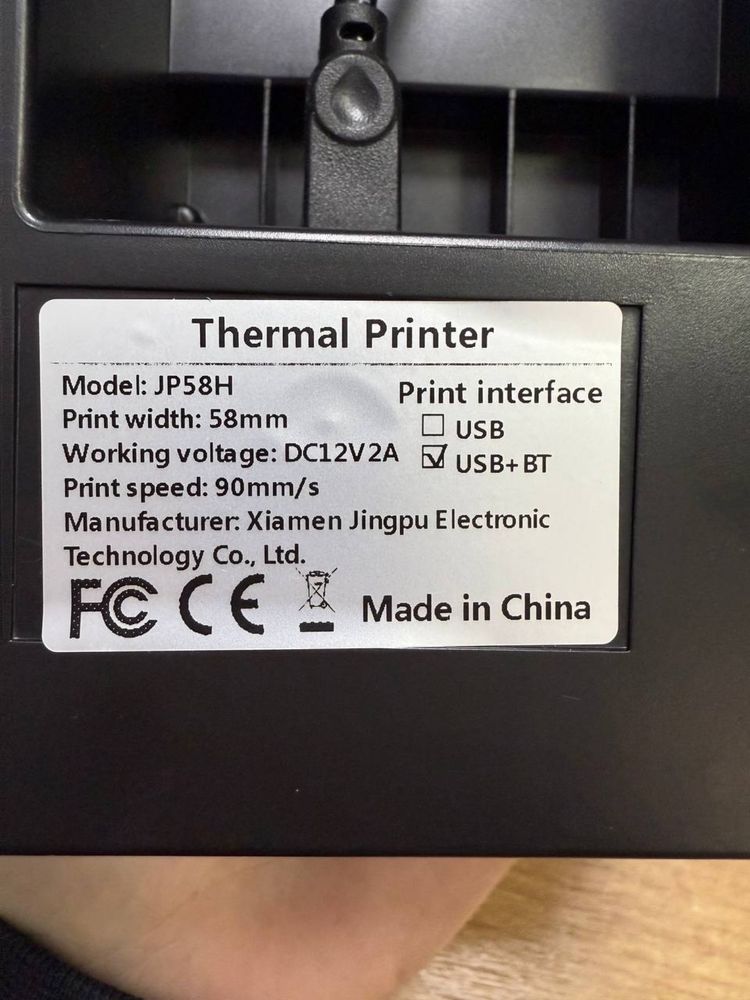 Thermal Printer
Model: JP58H
Print width: 58mm
Working voltage: DC12V2A
Print speed: 90mm/s
Print interface
☐ USB
☑ USB+BT
Manufacturer: Xiamen Jingpu Electronic
Technology Co., Ltd.
FC CE Made in China